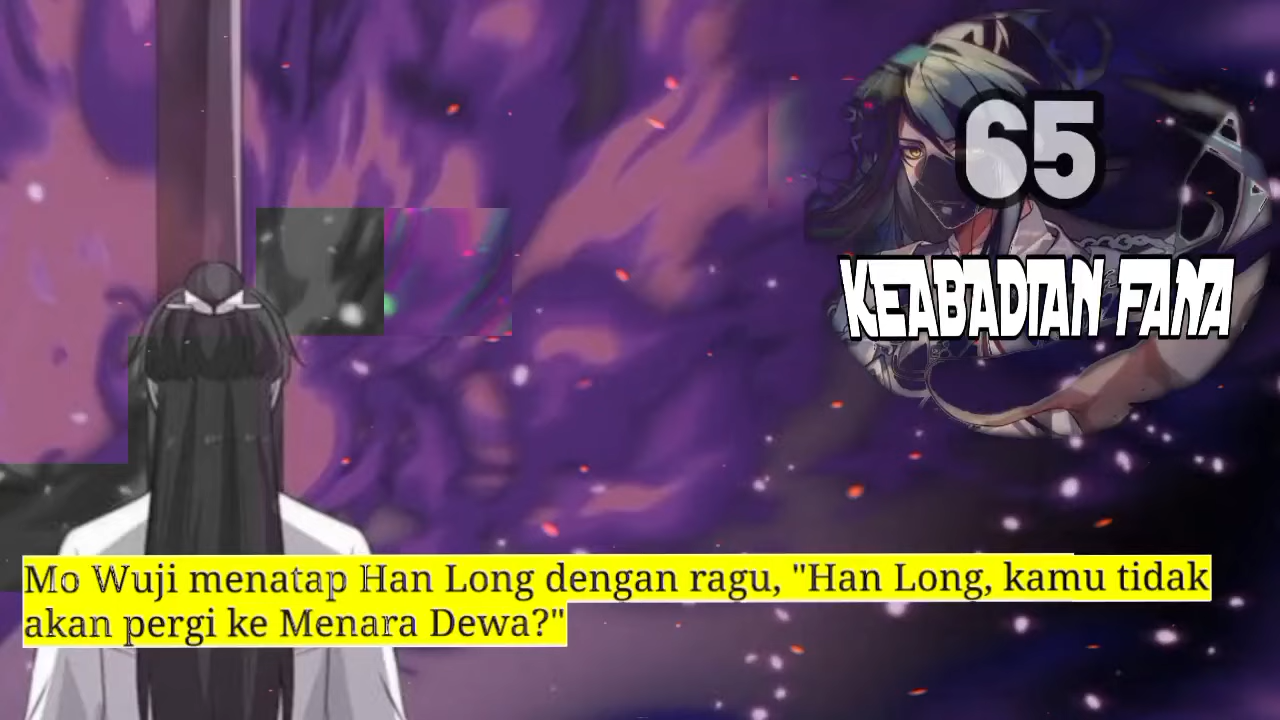 65
KEABADIAN FANA
Mo Wuji menatap Han Long dengan ragu, "Han Long, kamu tidak
akan pergi ke Menara Dewa?"